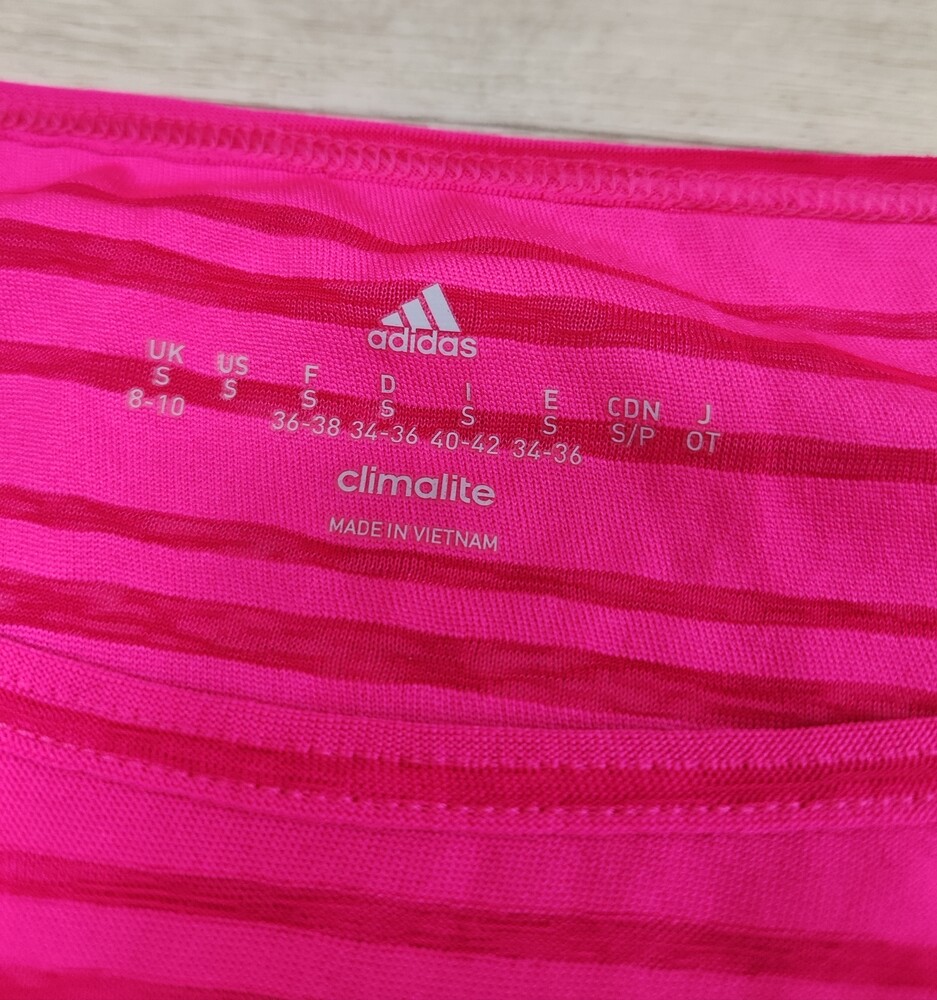 adidas
UK US F D I E CDN J
S S S S S S S/P OT
8-10 36-38 34-36 40-42 34-36
climalite
MADE IN VIETNAM